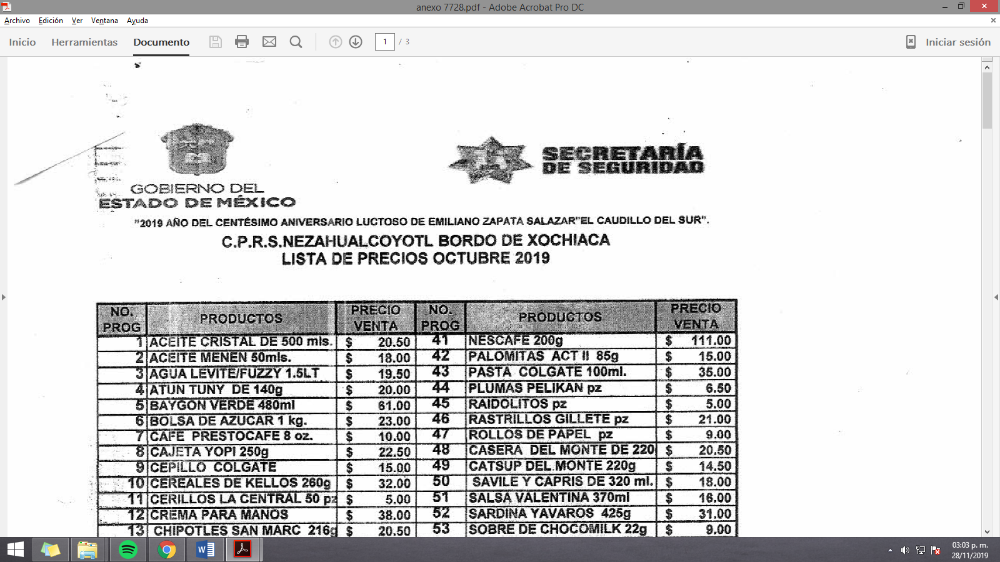 anexo 7728.pdf - Adobe Acrobat Pro DC
Archivo Edición Ver Ventana Ayuda
Inicio Herramientas Documento 1 / 3 Iniciar sesión
GOBIERNO DEL
ESTADO DE MÉXICO
SECRETARÍA
DE SEGURIDAD
"2019 AÑO DEL CENTÉSIMO ANIVERSARIO LUCTOSO DE EMILIANO ZAPATA SALAZAR"EL CAUDILLO DEL SUR".
C.P.R.S.NEZAHUALCOYOTL BORDO DE XOCHIACA
LISTA DE PRECIOS OCTUBRE 2019
NO. PROG PRODUCTOS PRECIO VENTA NO. PROG PRODUCTOS PRECIO VENTA
1 ACEITE CRISTAL DE 500 mls. $ 20.50 41 NESCAFE 200g $ 111.00
2 ACEITE MENEN 50mls. $ 18.00 42 PALOMITAS ACT II 85g $ 15.00
3 AGUA LEVITE/FUZZY 1.5LT $ 19.50 43 PASTA COLGATE 100ml. $ 35.00
4 ATUN TUNY DE 140g $ 20.00 44 PLUMAS PELIKAN pz $ 6.50
5 BAYGON VERDE 480ml $ 61.00 45 RAIDOLITOS pz $ 5.00
6 BOLSA DE AZUCAR 1 kg. $ 23.00 46 RASTRILLOS GILLETE pz $ 21.00
7 CAFE PRESTOCAFE 8 oz. $ 10.00 47 ROLLOS DE PAPEL pz $ 9.00
8 CAJETA YOPI 250g $ 22.50 48 CASERA DEL MONTE DE 220 $ 20.50
9 CEPILLO COLGATE $ 15.00 49 CATSUP DEL MONTE 220g $ 14.50
10 CEREALES DE KELLOS 260g $ 32.00 50 SAVILE Y CAPRIS DE 320 ml. $ 18.00
11 CERILLOS LA CENTRAL 50 pz $ 5.00 51 SALSA VALENTINA 370ml $ 16.00
12 CREMA PARA MANOS $ 38.00 52 SARDINA YAVAROS 425g $ 31.00
13 CHIPOTLES SAN MARC 216g $ 20.50 53 SOBRE DE CHOCOMILK 22g $ 9.00
03:03 p. m.
28/11/2019